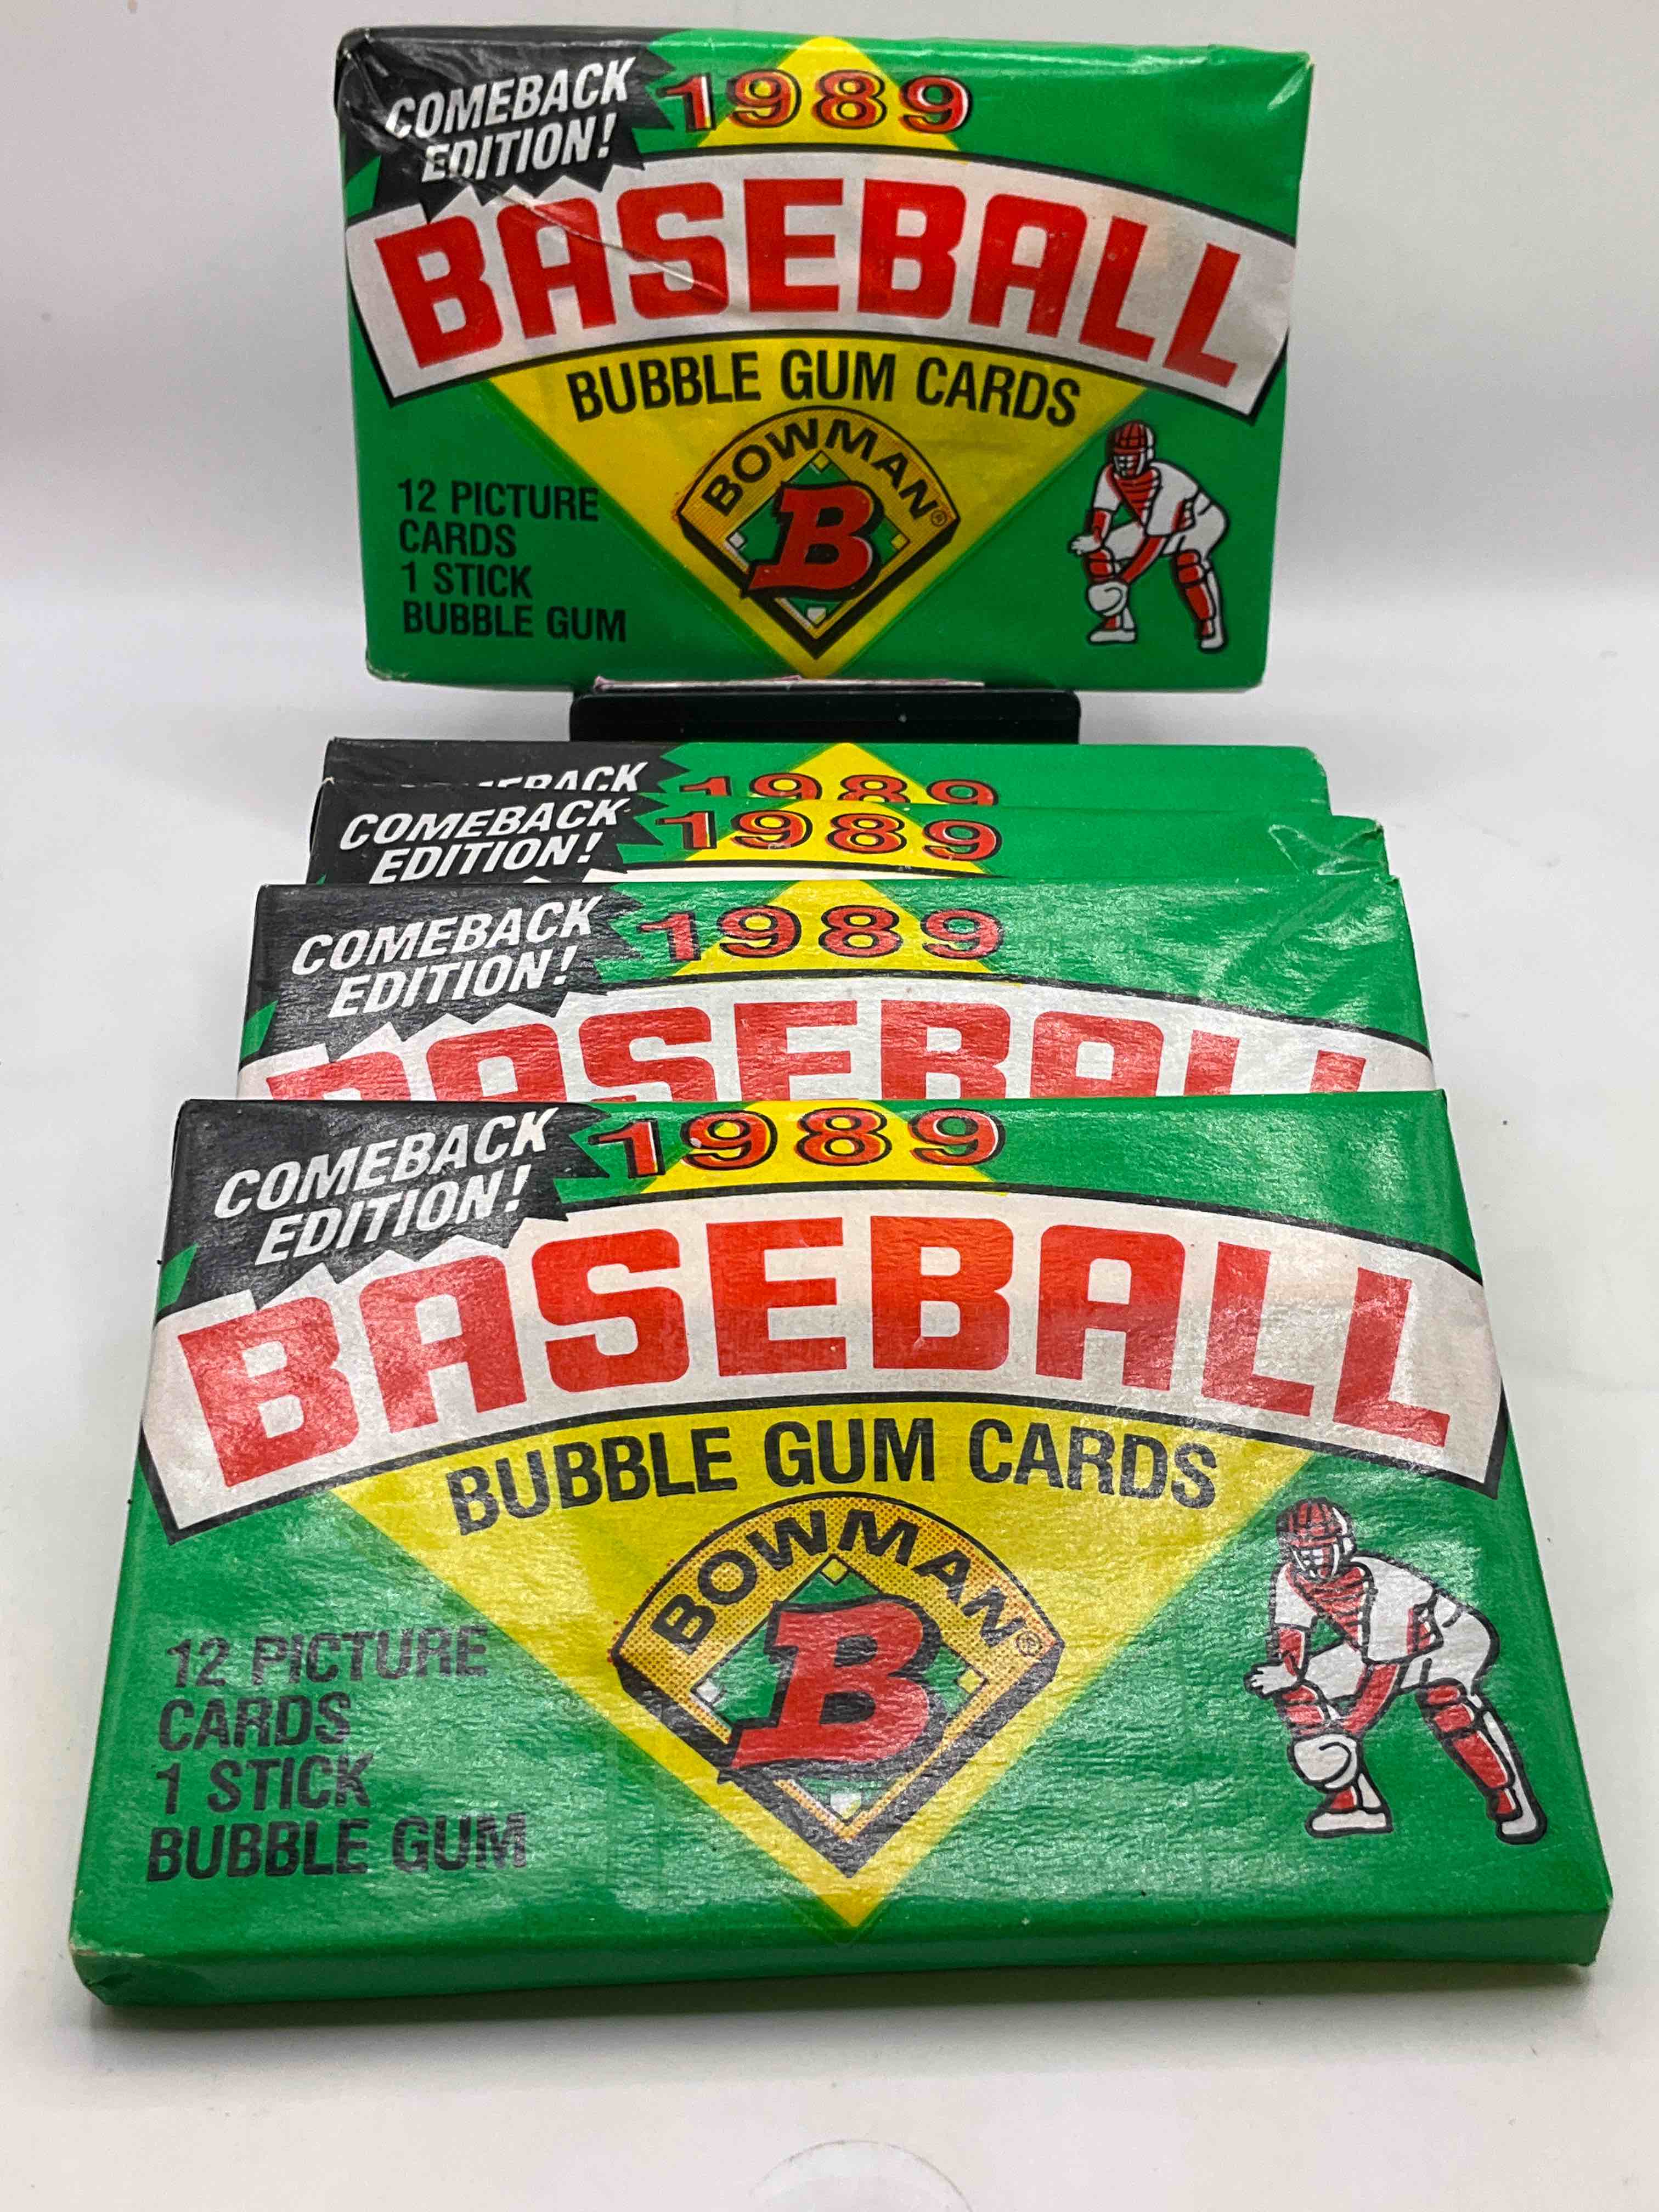 COMEBACK
EDITION!
1989
BASEBALL
BUBBLE GUM CARDS
BOWMAN®
B
12 PICTURE
CARDS
1 STICK
BUBBLE GUM
1989
COMEBACK
EDITION!
1989
COMEBACK
EDITION!
1989
BASEBALL
COMEBACK
EDITION!
1989
BASEBALL
BUBBLE GUM CARDS
BOWMAN®
B
12 PICTURE
CARDS
1 STICK
BUBBLE GUM